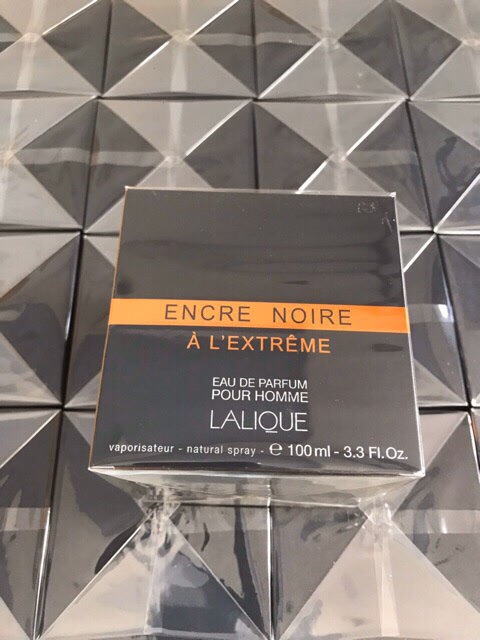 ENCRE NOIRE
À L'EXTRÊME
EAU DE PARFUM
POUR HOMME
LALIQUE
vaporisateur - natural spray - ℮ 100 ml - 3.3 Fl.Oz.